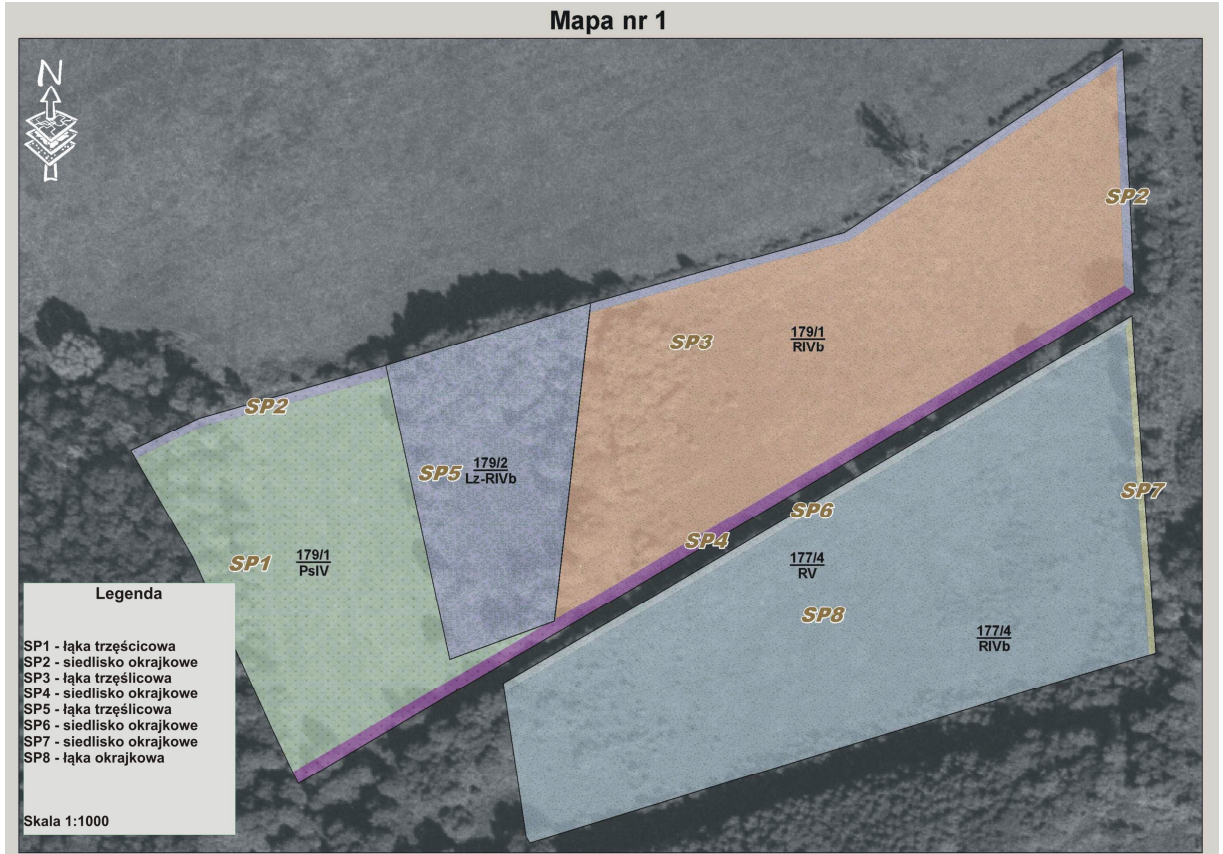 Mapa nr 1
N
SP2
SP3
179/1
RIVb
SP2
SP5
179/2
Lz-RIVb
SP7
SP6
SP4
SP1
179/1
PsIV
177/4
RV
SP8
177/4
RIVb
Legenda
SP1 - łąka trzęścicowa
SP2 - siedlisko okrajkowe
SP3 - łąka trzęślicowa
SP4 - siedlisko okrajkowe
SP5 - łąka trzęślicowa
SP6 - siedlisko okrajkowe
SP7 - siedlisko okrajkowe
SP8 - łąka okrajkowa
Skala 1:1000